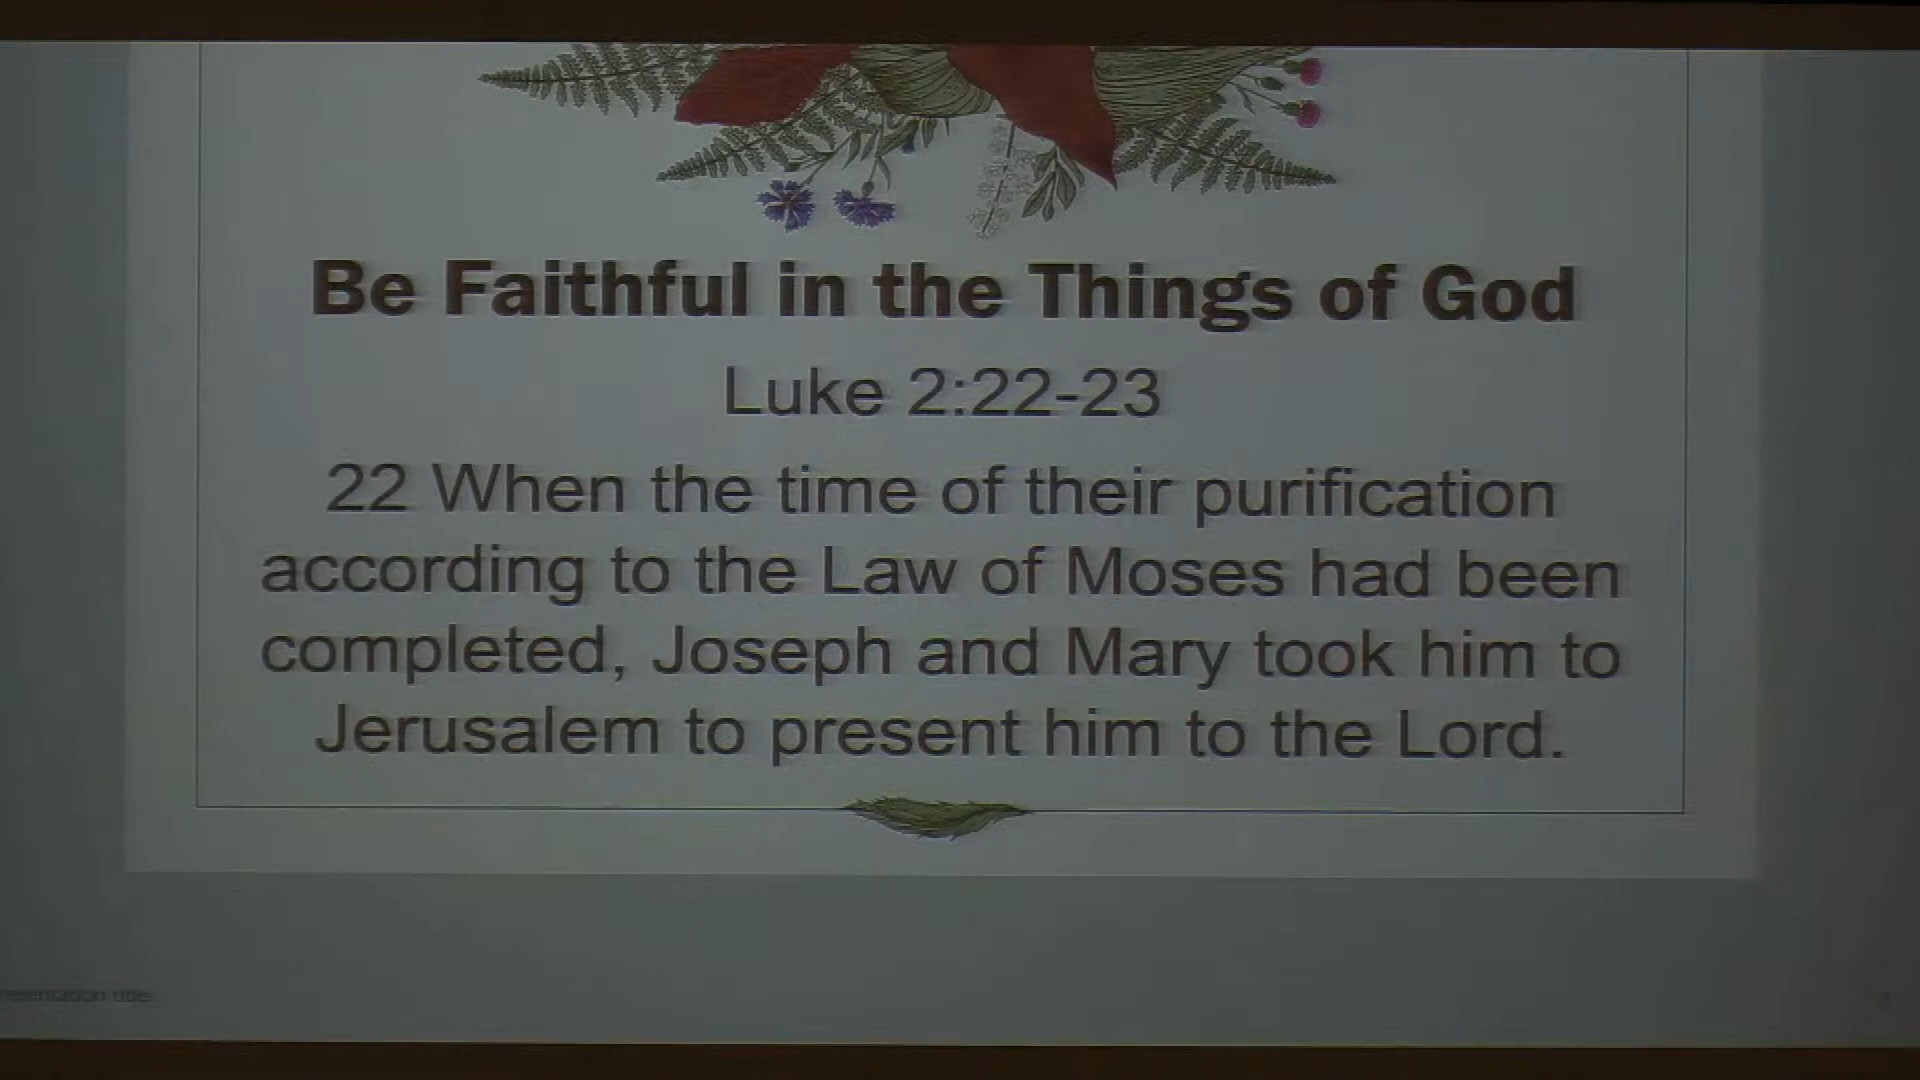 Be Faithful in the Things of God
Luke 2:22-23
22 When the time of their purification
according to the Law of Moses had been
completed, Joseph and Mary took him to
Jerusalem to present him to the Lord.